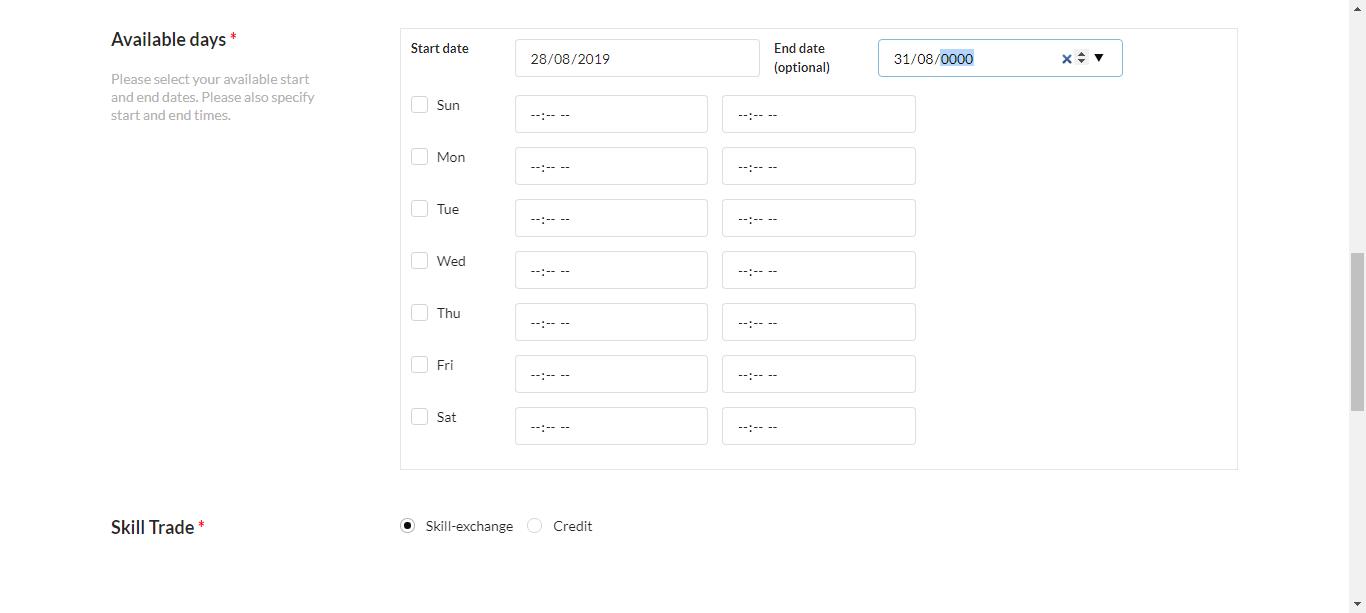 Available days *
Please select your available start
and end dates. Please also specify
start and end times.
Start date
28/08/2019
End date
(optional)
31/08/0000
Sun
--:-- --
--:-- --
Mon
--:-- --
--:-- --
Tue
--:-- --
--:-- --
Wed
--:-- --
--:-- --
Thu
--:-- --
--:-- --
Fri
--:-- --
--:-- --
Sat
--:-- --
--:-- --
Skill Trade *
Skill-exchange
Credit